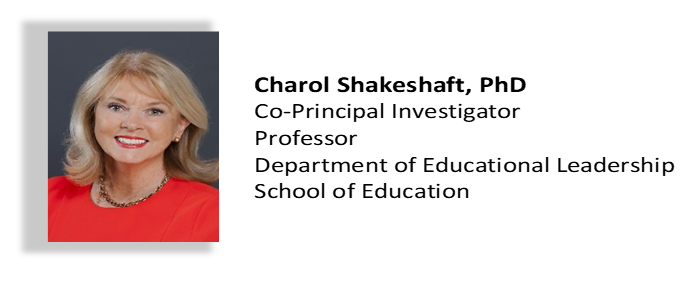 Charol Shakeshaft, PhD
Co-Principal Investigator
Professor
Department of Educational Leadership
School of Education